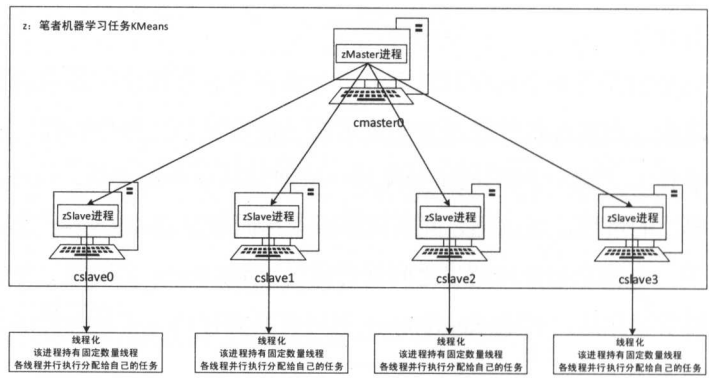 z：笔者机器学习任务KMeans
zMaster进程
cmaster0
zSlave进程
zSlave进程
zSlave进程
zSlave进程
cslave0
cslave1
cslave2
cslave3
线程化
该进程持有固定数量线程
各线程并行执行分配给自己的任务
线程化
该进程持有固定数量线程
各线程并行执行分配给自己的任务
线程化
该进程持有固定数量线程
各线程并行执行分配给自己的任务
线程化
该进程持有固定数量线程
各线程并行执行分配给自己的任务